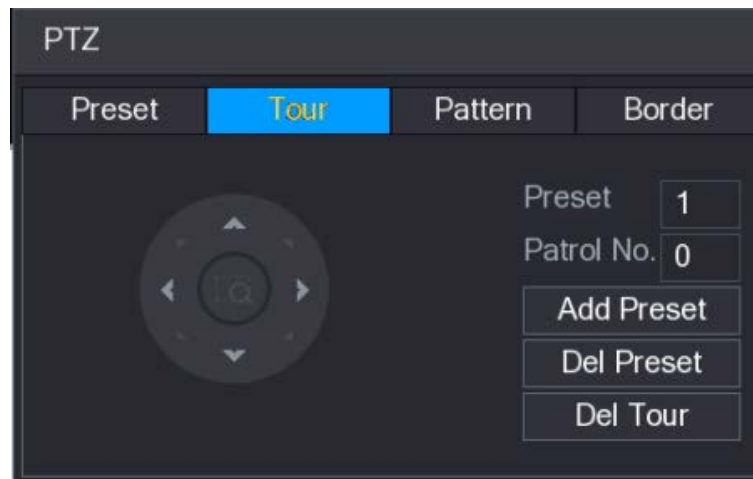 PTZ
Preset Tour Pattern Border
Preset 1
Patrol No. 0
Add Preset
Del Preset
Del Tour